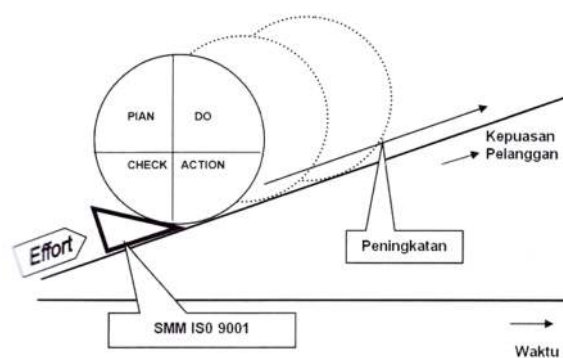 PIAN
DO
CHECK
ACTION
Kepuasan
Pelanggan
Effort
Peningkatan
SMM IS0 9001
Waktu